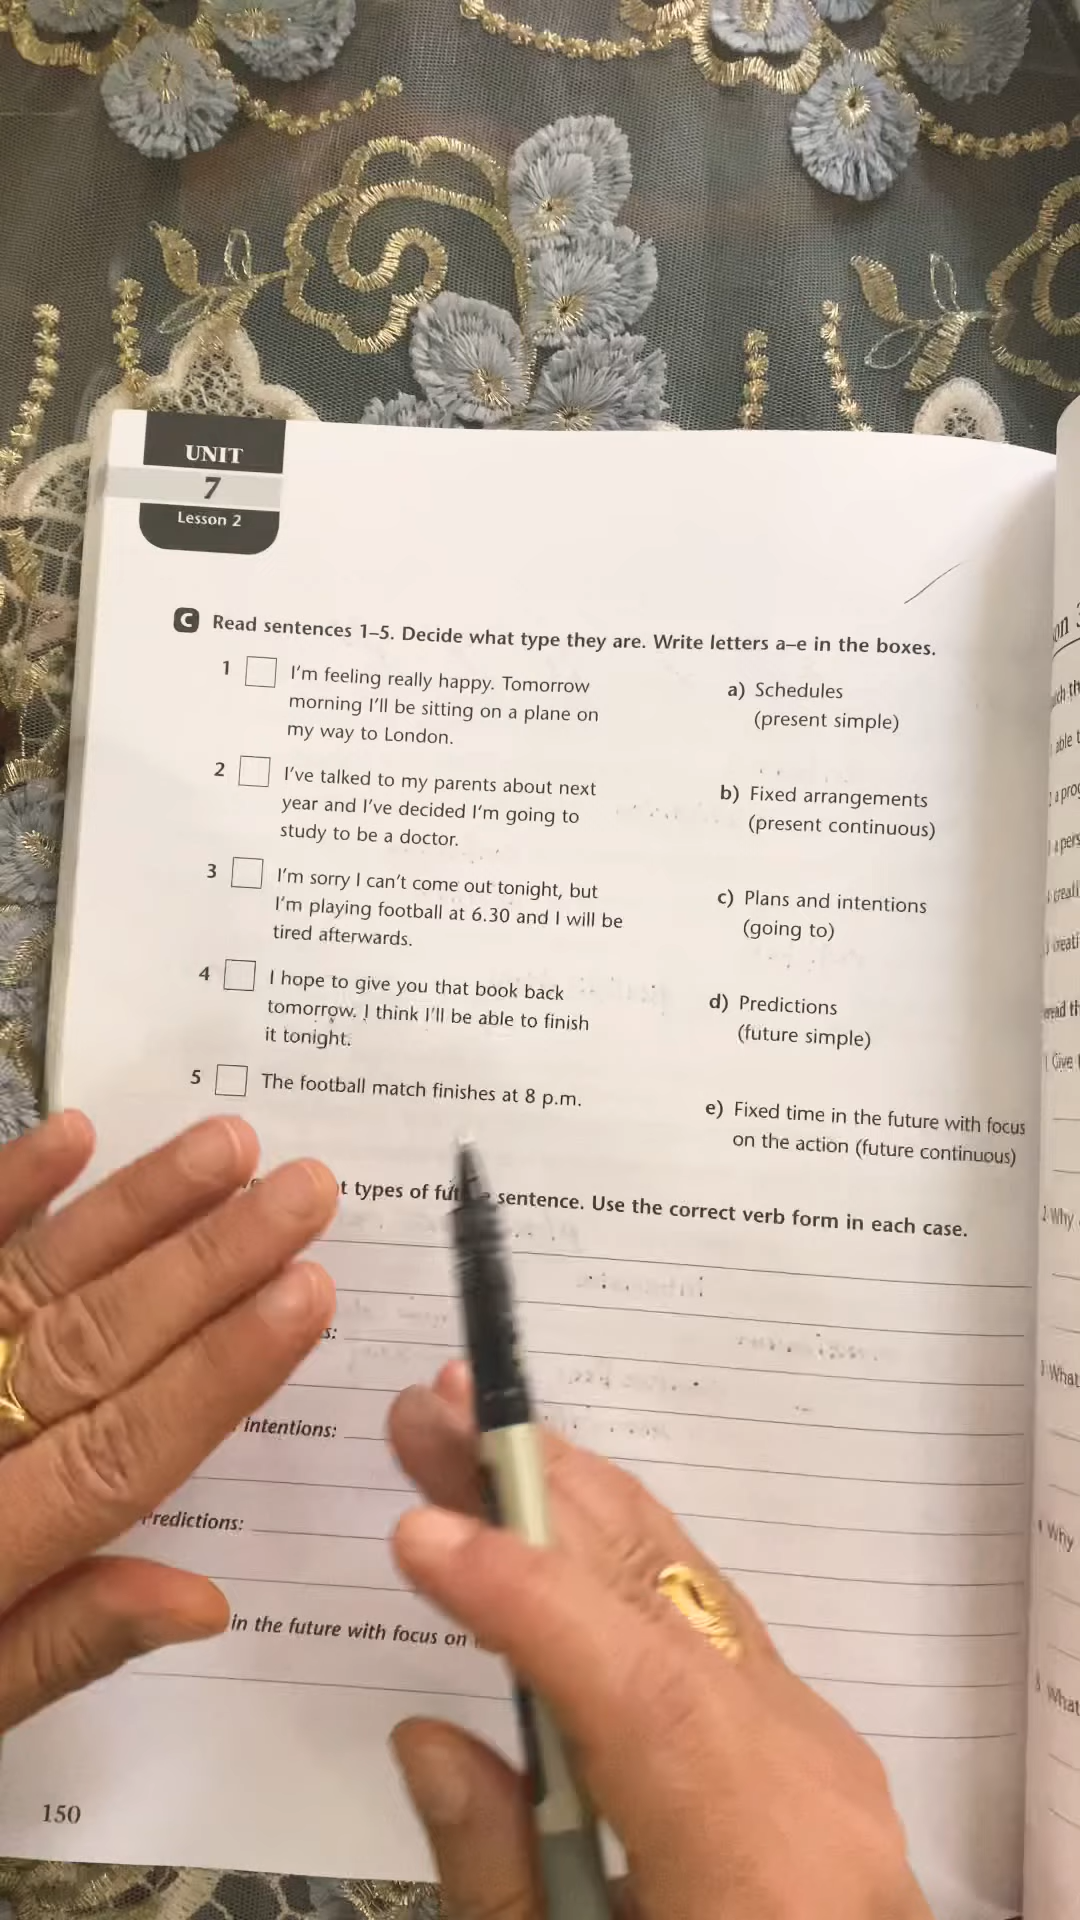 UNIT
7
Lesson 2
C Read sentences 1–5. Decide what type they are. Write letters a–e in the boxes.
1 I'm feeling really happy. Tomorrow
morning I'll be sitting on a plane on
my way to London.
2 I've talked to my parents about next
year and I've decided I'm going to
study to be a doctor.
3 I'm sorry I can't come out tonight, but
I'm playing football at 6.30 and I will be
tired afterwards.
4 I hope to give you that book back
tomorrow. I think I'll be able to finish
it tonight.
5 The football match finishes at 8 p.m.
a) Schedules
(present simple)
b) Fixed arrangements
(present continuous)
c) Plans and intentions
(going to)
d) Predictions
(future simple)
e) Fixed time in the future with focus
on the action (future continuous)
types of sentence. Use the correct verb form in each case.
intentions:
Predictions:
in the future with focus on
150
Give
Why
What
Why
What